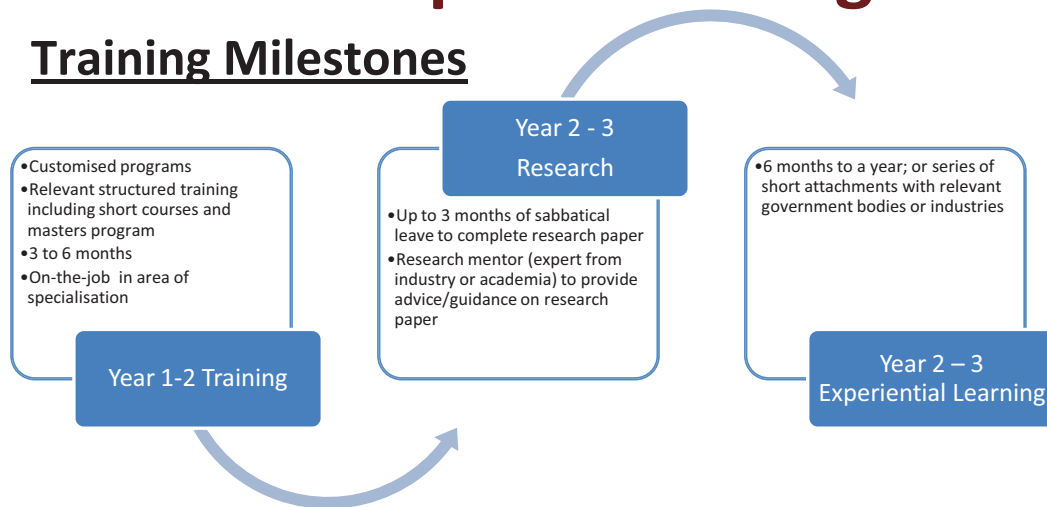 Training Milestones
•Customised programs
•Relevant structured training
including short courses and
masters program
•3 to 6 months
•On-the-job in area of
specialisation
Year 1-2 Training
Year 2 - 3
Research
•Up to 3 months of sabbatical
leave to complete research paper
•Research mentor (expert from
industry or academia) to provide
advice/guidance on research
paper
•6 months to a year; or series of
short attachments with relevant
government bodies or industries
Year 2 – 3
Experiential Learning